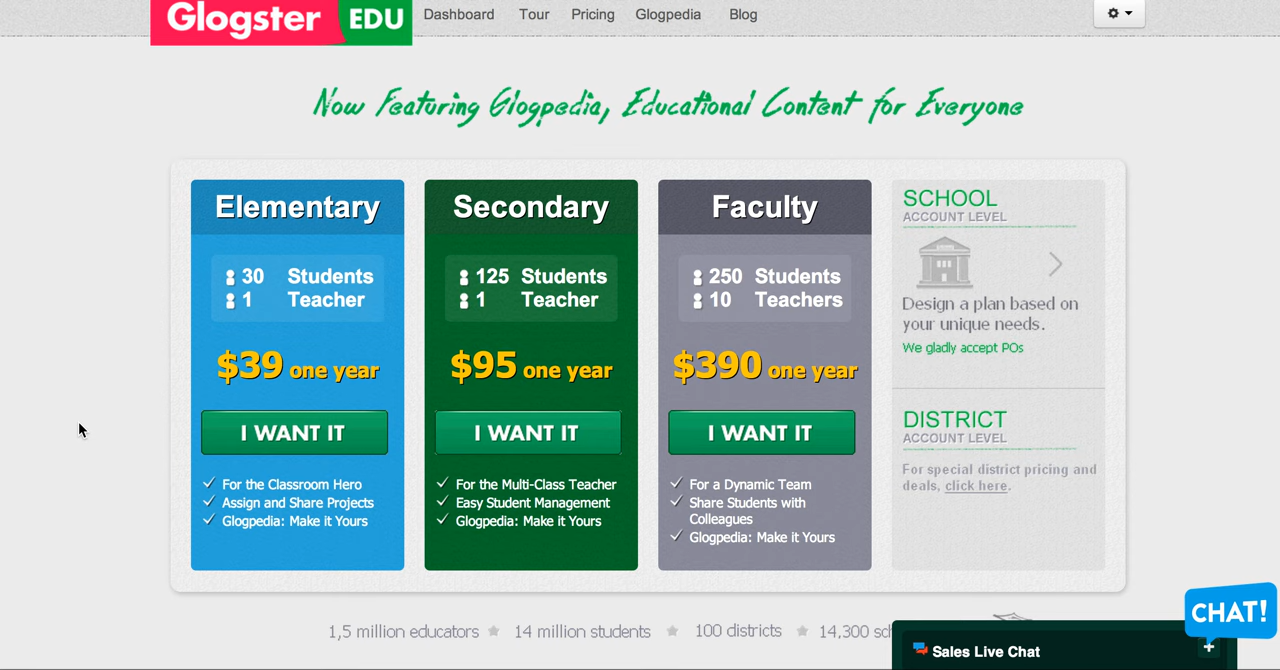 Glogster EDU
Dashboard Tour Pricing Glogpedia Blog
Now Featuring Glogpedia, Educational Content for Everyone
Elementary
30 Students
1 Teacher
$39 one year
I WANT IT
For the Classroom Hero
Assign and Share Projects
Glogpedia: Make it Yours
Secondary
125 Students
1 Teacher
$95 one year
I WANT IT
For the Multi-Class Teacher
Easy Student Management
Glogpedia: Make it Yours
Faculty
250 Students
10 Teachers
$390 one year
I WANT IT
For a Dynamic Team
Share Students with
Colleagues
Glogpedia: Make it Yours
SCHOOL
ACCOUNT LEVEL
Design a plan based on
your unique needs.
We gladly accept POs
DISTRICT
ACCOUNT LEVEL
For special district pricing and
deals, click here.
1,5 million educators 14 million students 100 districts 14,300
CHAT!
Sales Live Chat